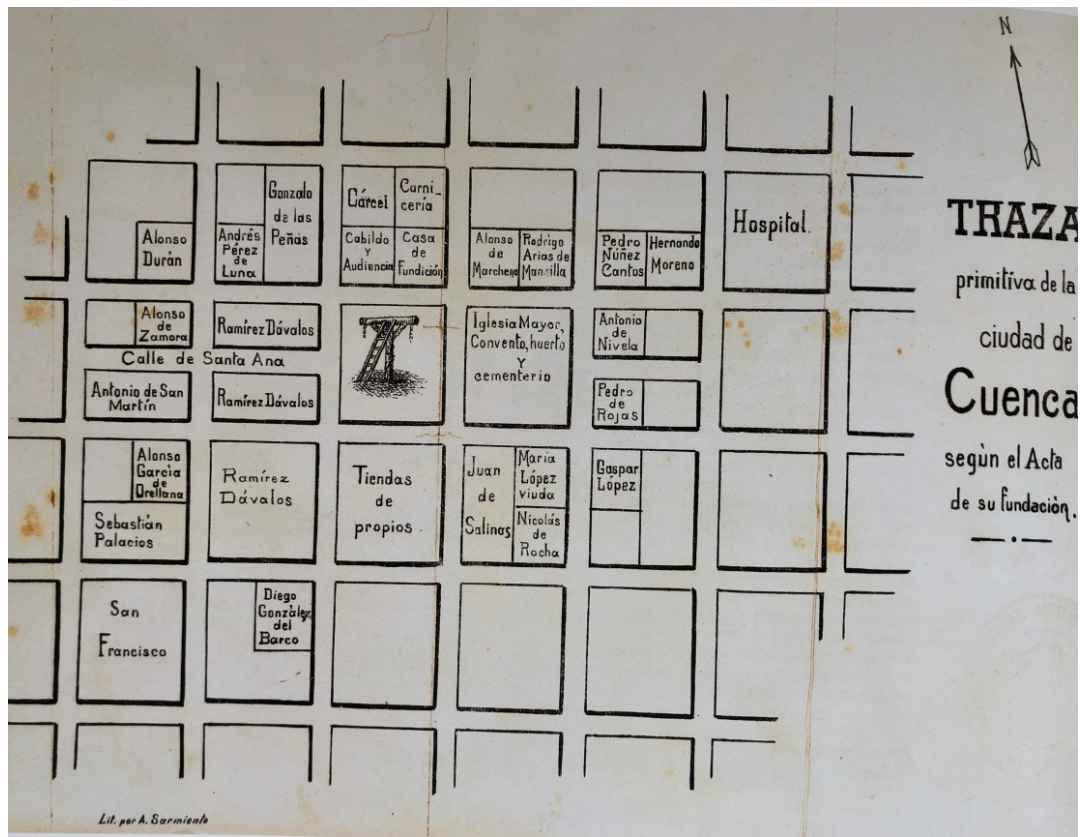 N
TRAZA
primitiva de la
ciudad de
Cuenca
según el Acta
de su fundación.
Alonso
Durán
Andrés
Pérez
de
Luna
Gonzalo
de las
Peñas
Cárcel
Carni_
cería
Cabildo
Y
Audiencia
Casa
de
Fundición
Alonso
de
Marchena
Rodrigo
Arias de
Mansilla
Pedro
Núñez
Cantos
Hernando
Moreno
Hospital.
Alonso
de
Zamora
Ramírez Dávalos
Calle de Santa Ana
Antonio de San
Martín
Ramírez Dávalos
Iglesia Mayor,
Convento, huerto
Y
cementerio
Antonio
de
Nivela
Pedro
de
Rojas
Alonso
García
de
Orellana
Sebastián
Palacios
Ramírez
Dávalos
Tiendas
de
propios.
Juan
de
Salinas
María
López
viuda
Nicolás
de
Rocha
Gaspar
López
San
Francisco
Diego
González
del
Barco
Lit. por A. Sarmiento